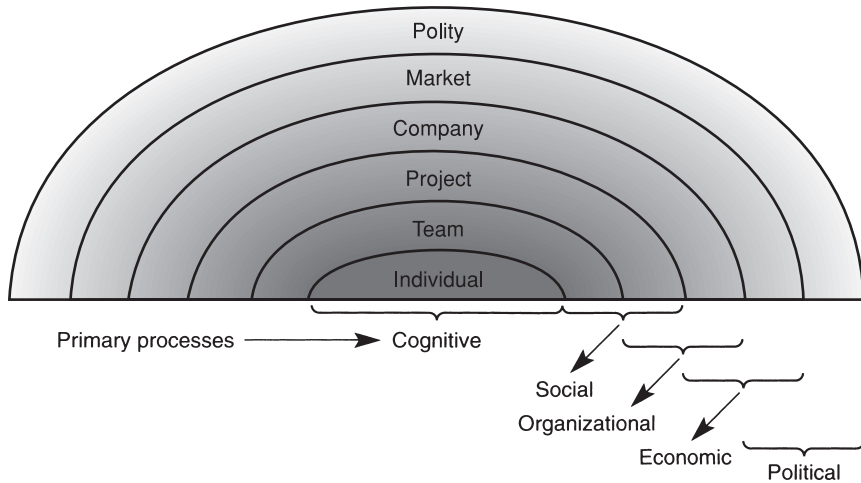 Polity
Market
Company
Project
Team
Individual
Primary processes
Cognitive
Social
Organizational
Economic
Political